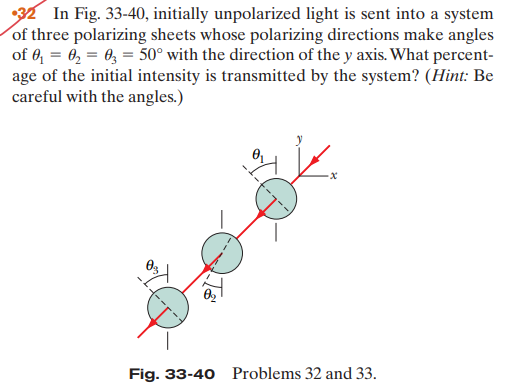 •32 In Fig. 33-40, initially unpolarized light is sent into a system
of three polarizing sheets whose polarizing directions make angles
of θ₁ = θ₂ = θ₃ = 50° with the direction of the y axis. What percent-
age of the initial intensity is transmitted by the system? (Hint: Be
careful with the angles.)
y
θ₁
x
θ₃
θ₂
Fig. 33-40 Problems 32 and 33.